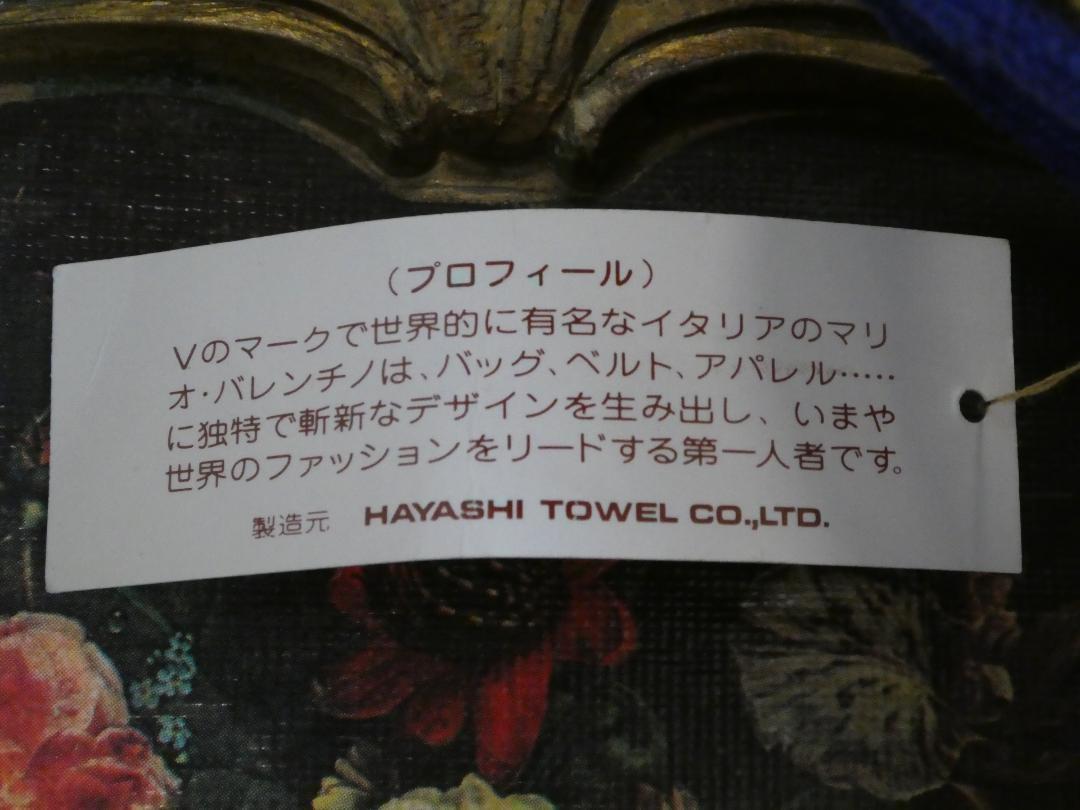 (プロフィール)
Vのマークで世界的に有名なイタリアのマリ
オ・バレンチノは、バッグ、ベルト、アパレル……
に独特で斬新なデザインを生み出し、いまや
世界のファッションをリードする第一人者です。
製造元 HAYASHI TOWEL CO.,LTD.